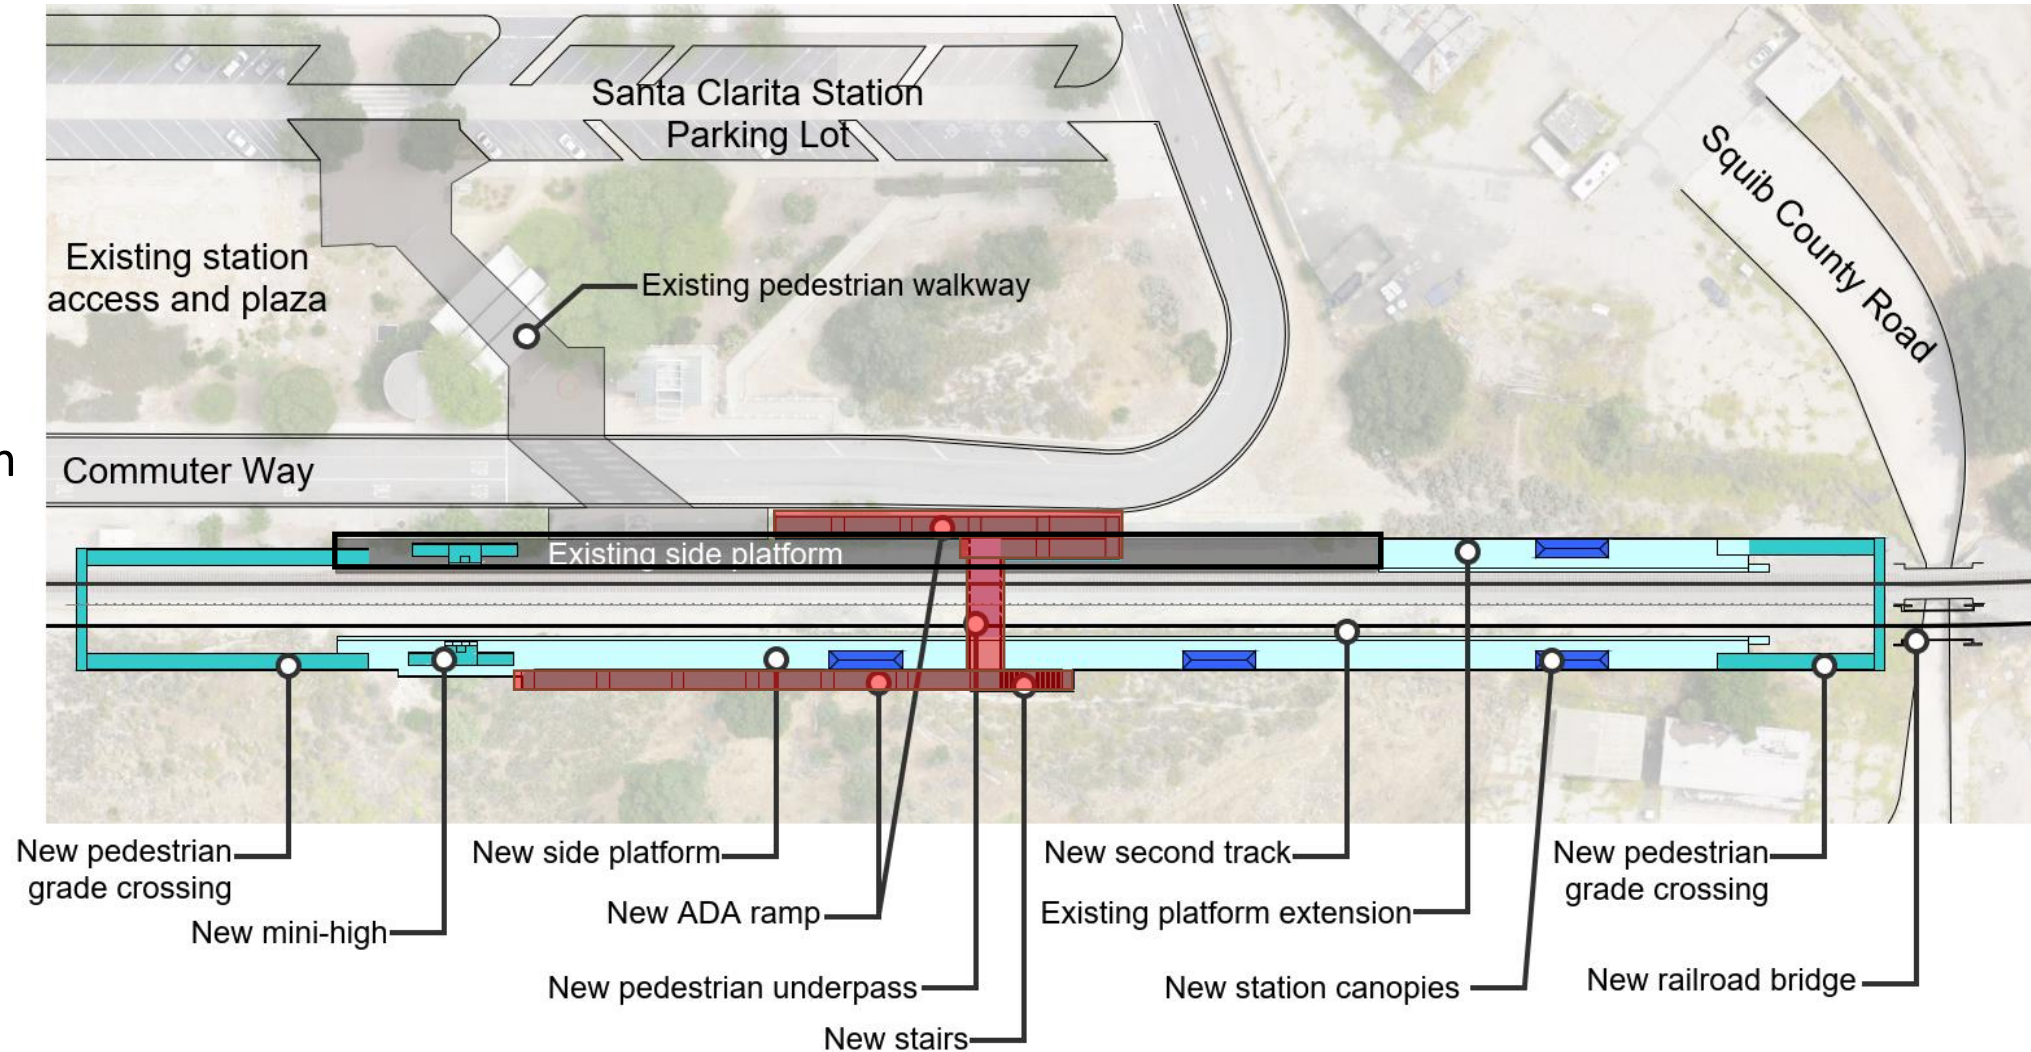 Santa Clarita Station
Parking Lot
Squib County Road
Existing station
access and plaza
Existing pedestrian walkway
n
Commuter Way
Existing side platform
New pedestrian
grade crossing
New mini-high
New side platform
New ADA ramp
New pedestrian underpass
New stairs
New second track
Existing platform extension
New station canopies
New pedestrian
grade crossing
New railroad bridge